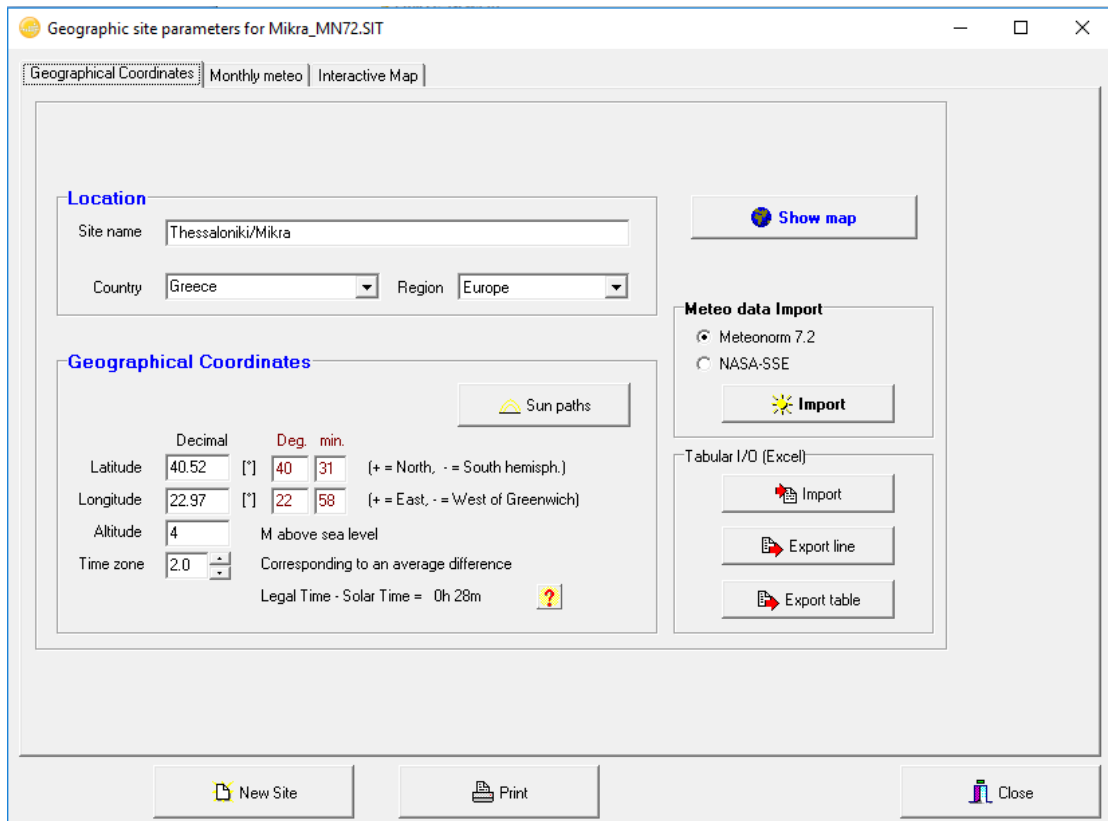 Geographic site parameters for Mikra_MN72.SIT
Geographical Coordinates Monthly meteo Interactive Map
Location
Site name Thessaloniki/Mikra
Country Greece Region Europe
Show map
Meteo data Import
Meteonorm 7.2
NASA-SSE
Import
Geographical Coordinates
Sun paths
Decimal Deg. min.
Latitude 40.52 [°] 40 31 (+ = North, - = South hemisph.)
Longitude 22.97 [°] 22 58 (+ = East, - = West of Greenwich)
Altitude 4 M above sea level
Time zone 2.0 Corresponding to an average difference
Legal Time - Solar Time = 0h 28m ?
Tabular I/O (Excel)
Import
Export line
Export table
New Site Print Close